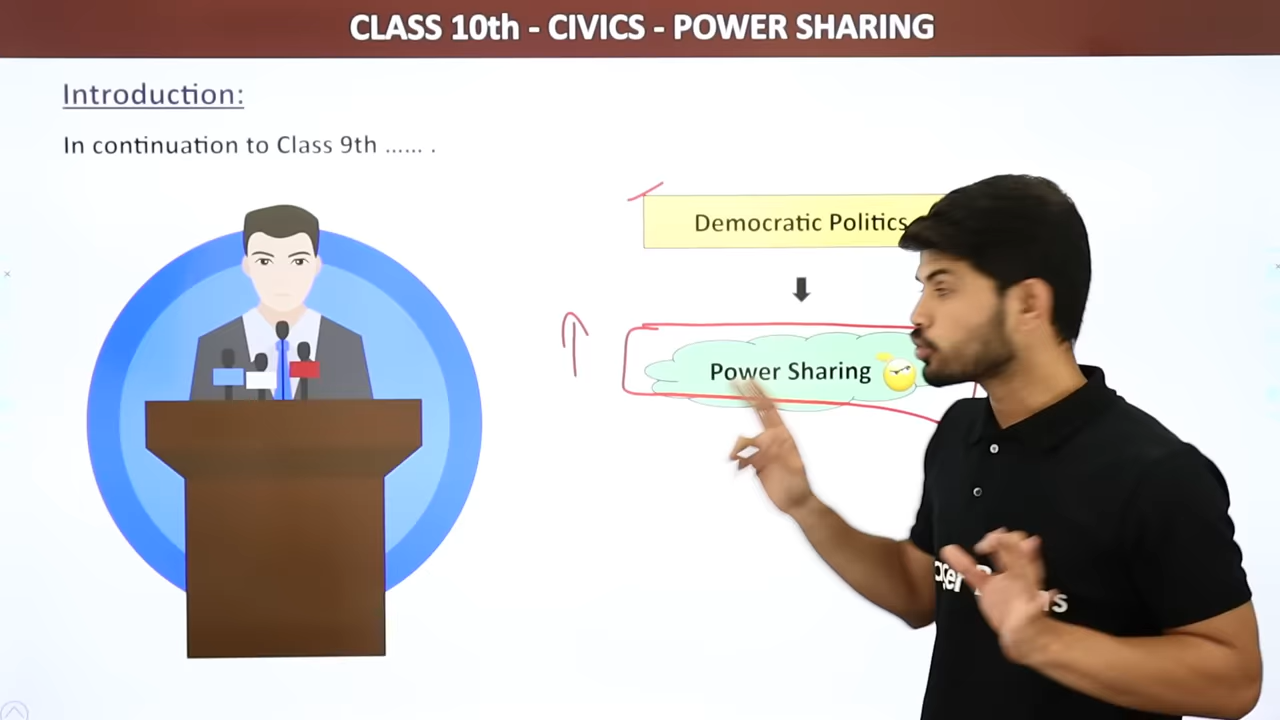 CLASS 10th - CIVICS - POWER SHARING
Introduction:
In continuation to Class 9th ...... .
Democratic Politics
Power Sharing